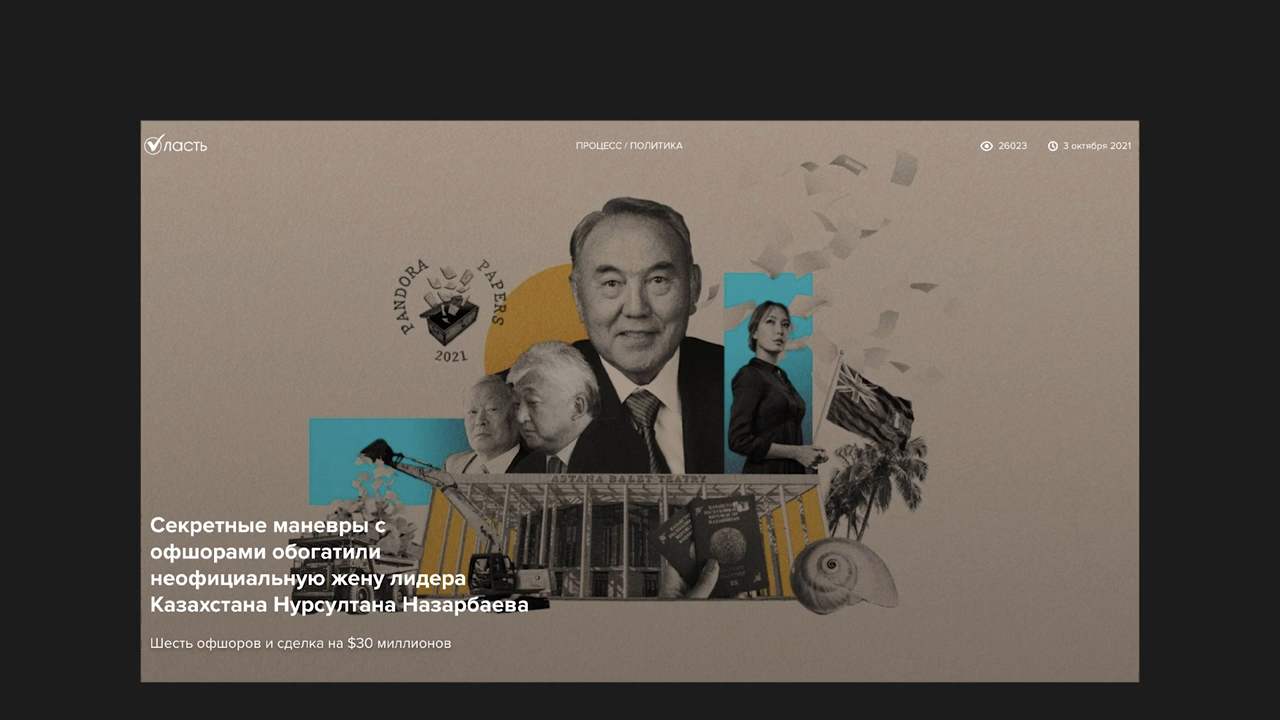 Власть
ПРОЦЕСС / ПОЛИТИКА
26023
3 октября 2021
PANDORA PAPERS
2021
ASTANA BALET TEATRY
Секретные маневры с
офшорами обогатили
неофициальную жену лидера
Казахстана Нурсултана Назарбаева
Шесть офшоров и сделка на $30 миллионов